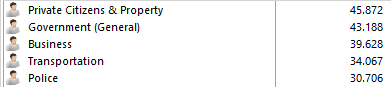 Private Citizens & Property 45.872
Government (General) 43.188
Business 39.628
Transportation 34.067
Police 30.706